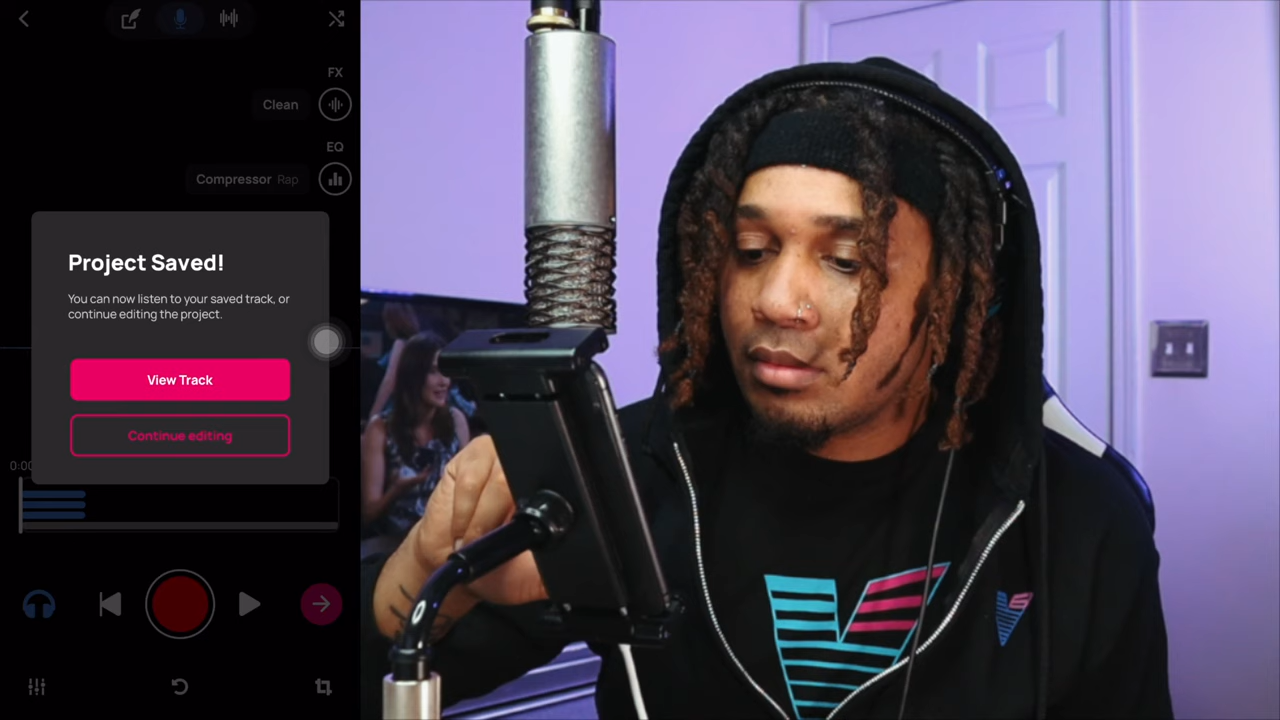 FX
Clean
EQ
Compressor Rap
Project Saved!
You can now listen to your saved track, or
continue editing the project.
View Track
Continue editing
0:00